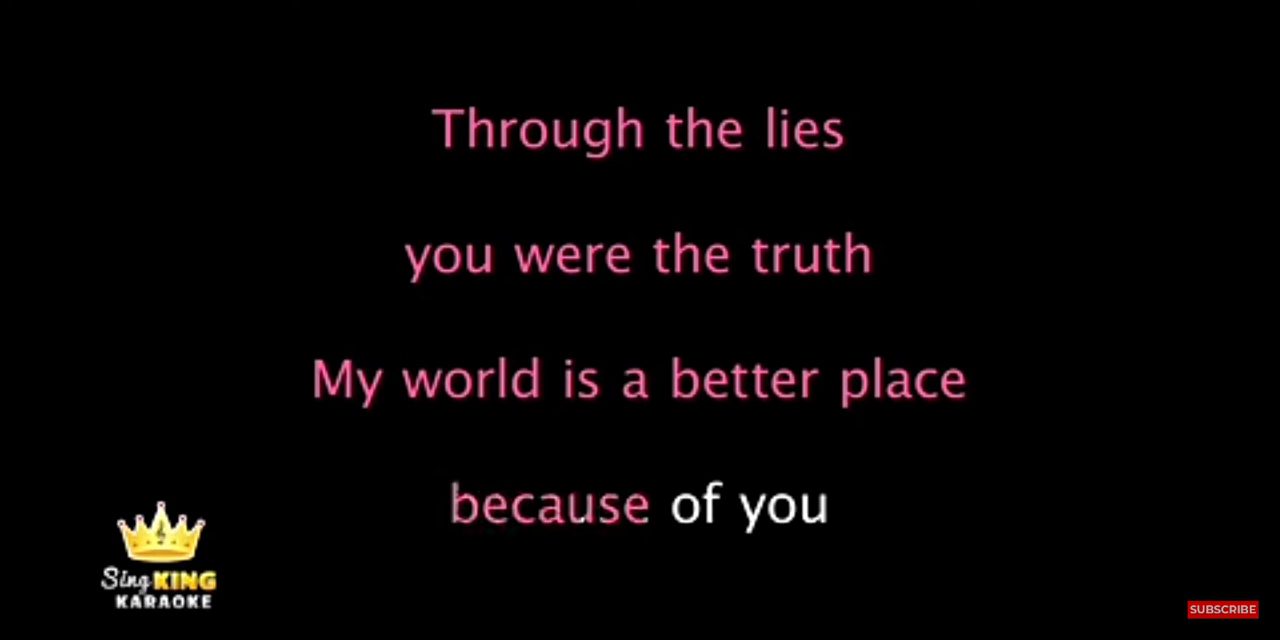 Through the lies
you were the truth
My world is a better place
because of you
Sing KING
KARAOKE
SUBSCRIBE